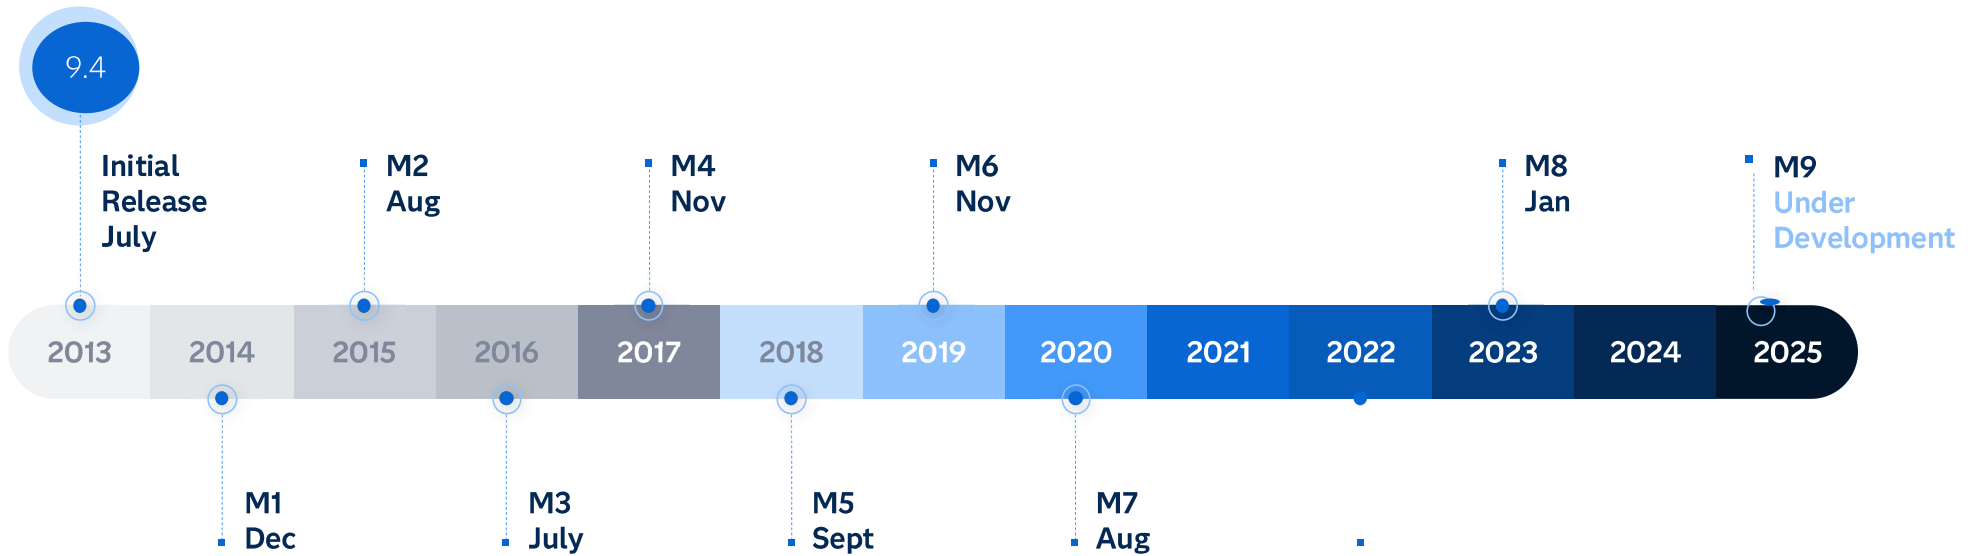 9.4
Initial
Release
July
M2
Aug
M4
Nov
M6
Nov
M8
Jan
M9
Under
Development
2013
2014
2015
2016
2017
2018
2019
2020
2021
2022
2023
2024
2025
M1
Dec
M3
July
M5
Sept
M7
Aug